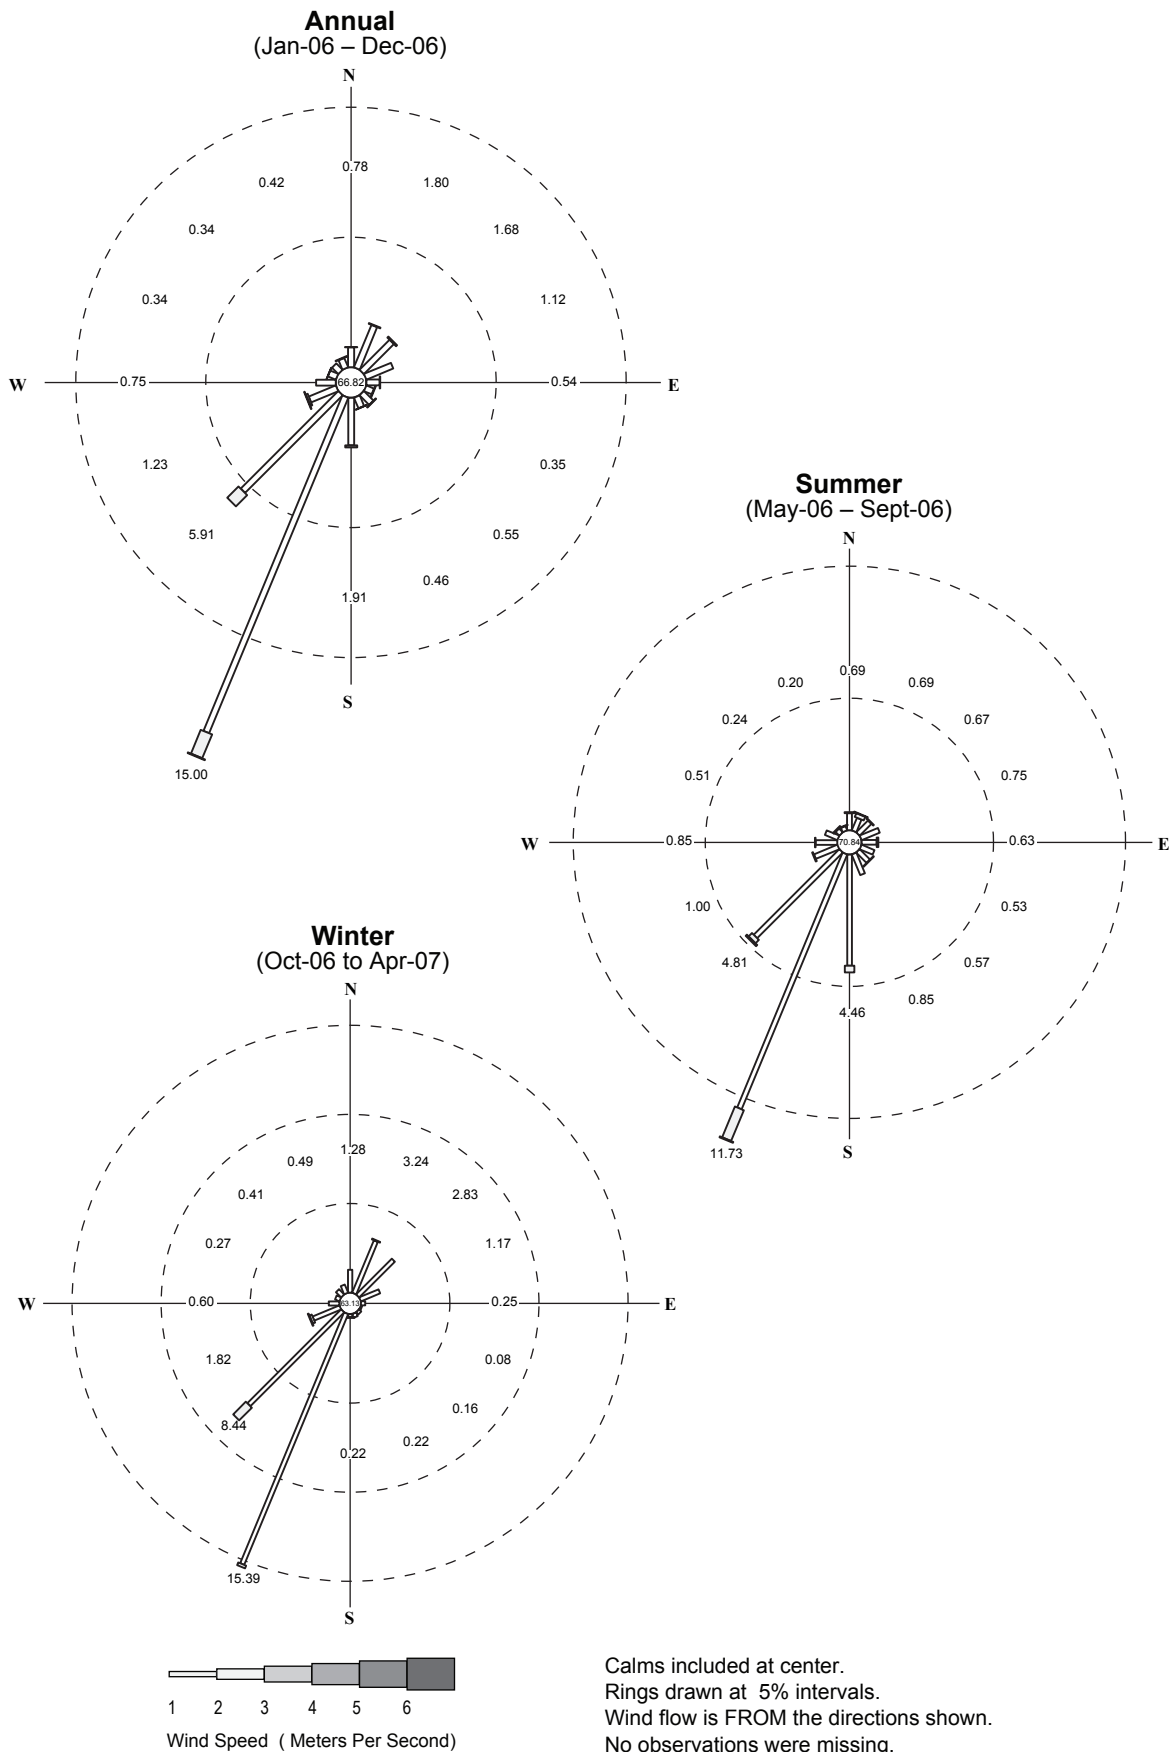 Annual
(Jan-06 – Dec-06)
N
0.78
0.42
1.80
0.34
1.68
0.34
1.12
W
0.75
66.82
0.54
E
1.23
0.35
5.91
0.55
0.46
1.91
S
15.00
Summer
(May-06 – Sept-06)
N
0.69
0.20
0.69
0.24
0.67
0.51
0.75
W
0.85
70.84
0.63
E
1.00
0.53
4.81
0.57
0.85
4.46
11.73
S
Winter
(Oct-06 to Apr-07)
N
1.28
0.49
3.24
0.41
2.83
0.27
1.17
W
0.60
63.13
0.25
E
1.82
0.08
0.16
8.44
0.22
0.22
15.39
S
1 2 3 4 5 6
Wind Speed ( Meters Per Second)
Calms included at center.
Rings drawn at 5% intervals.
Wind flow is FROM the directions shown.
No observations were missing.